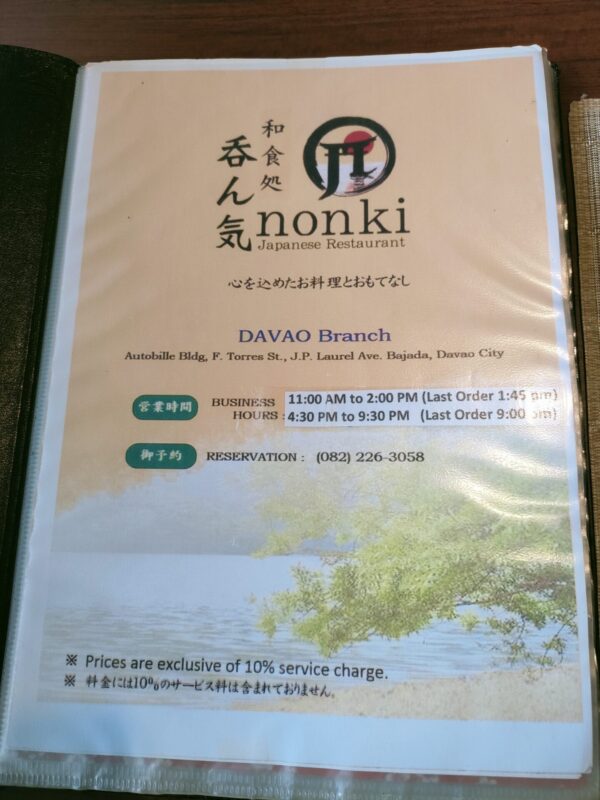 和食処
呑ん気
nonki
Japanese Restaurant
心を込めたお料理とおもてなし
DAVAO Branch
Autobille Bldg, F. Torres St., J.P. Laurel Ave. Bajada, Davao City
営業時間 BUSINESS HOURS : 11:00 AM to 2:00 PM (Last Order 1:45 pm)
4:30 PM to 9:30 PM (Last Order 9:00 pm)
御予約 RESERVATION : (082) 226-3058
※ Prices are exclusive of 10% service charge.
※ 料金には10%のサービス料は含まれておりません。